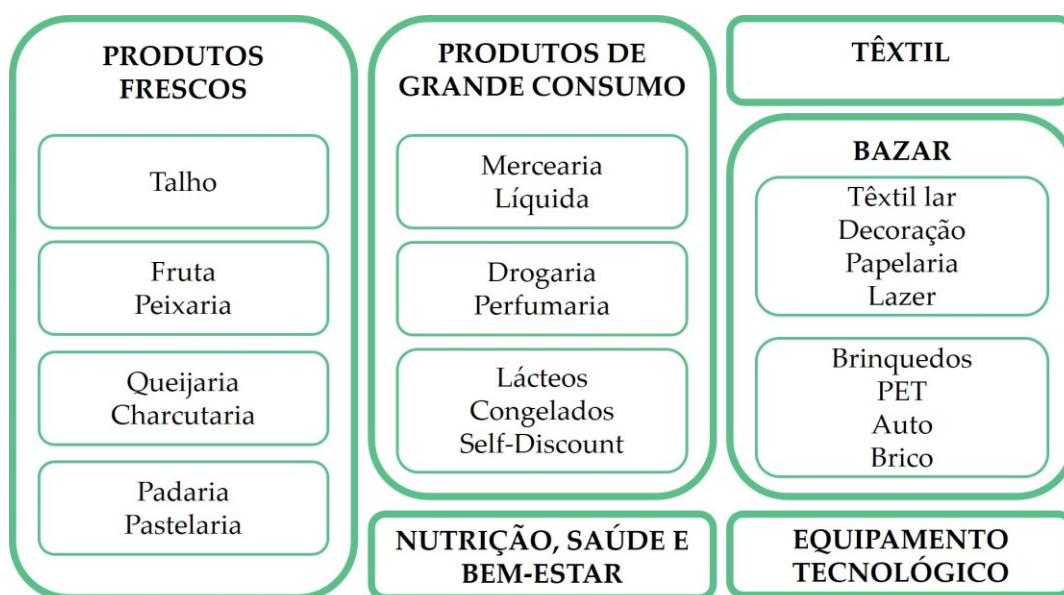 PRODUTOS
FRESCOS
Talho
Fruta
Peixaria
Queijaria
Charcutaria
Padaria
Pastelaria
PRODUTOS DE
GRANDE CONSUMO
Mercearia
Líquida
Drogaria
Perfumaria
Lácteos
Congelados
Self-Discount
NUTRIÇÃO, SAÚDE E
BEM-ESTAR
TÊXTIL
BAZAR
Têxtil lar
Decoração
Papelaria
Lazer
Brinquedos
PET
Auto
Brico
EQUIPAMENTO
TECNOLÓGICO